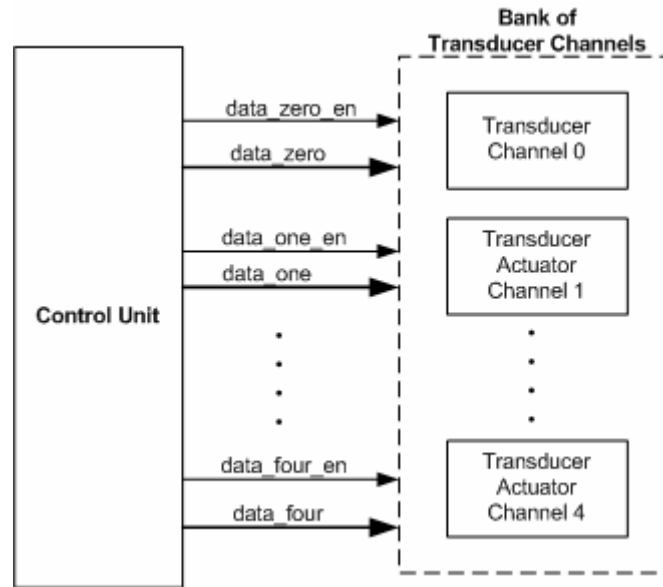 Bank of
Transducer Channels
data_zero_en
Transducer
Channel 0
data_zero
data_one_en
Transducer
Actuator
Channel 1
data_one
Control Unit
data_four_en
Transducer
Actuator
Channel 4
data_four